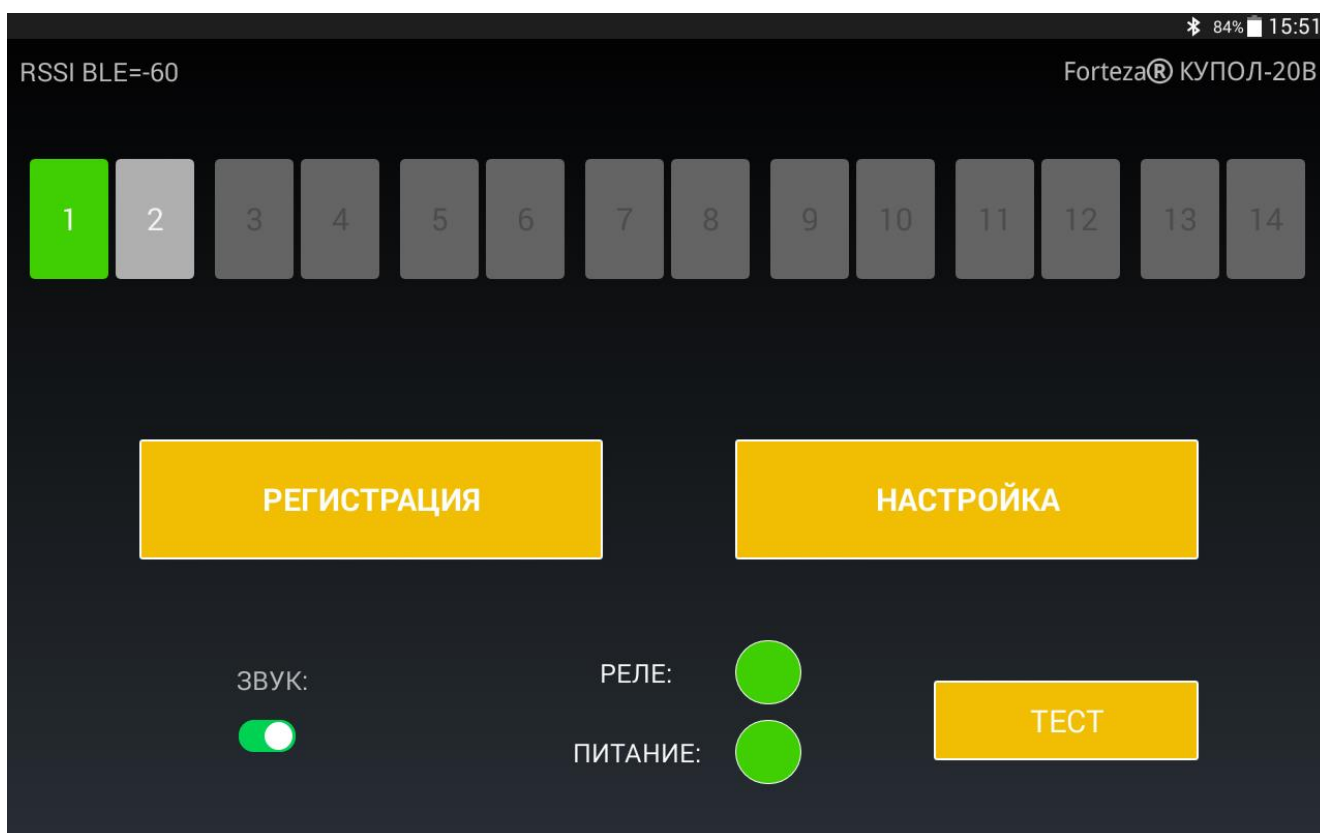 84% 15:51
RSSI BLE=-60 Forteza® КУПОЛ-20В
1 2 3 4 5 6 7 8 9 10 11 12 13 14
РЕГИСТРАЦИЯ НАСТРОЙКА
ЗВУК: РЕЛЕ:
ТЕСТ
ПИТАНИЕ: